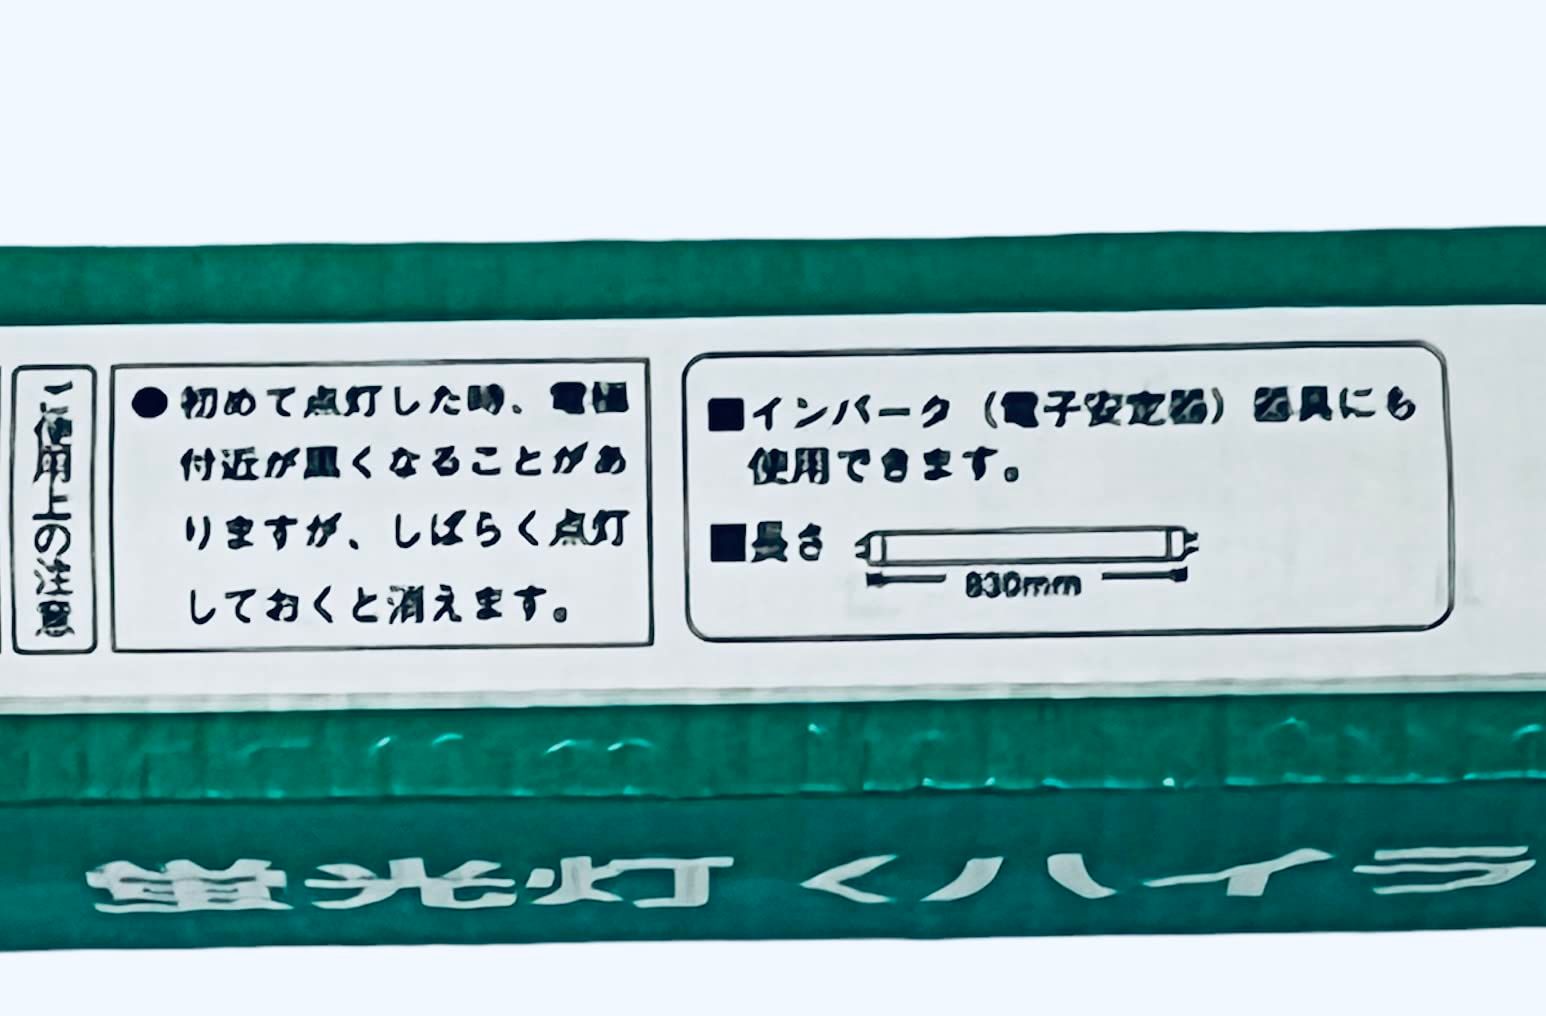 ご使用上の注意
●初めて点灯した時、電極
付近が黒くなることがあ
りますが、しばらく点灯
しておくと消えます。
■インバータ(電子安定器)器具にも
使用できます。
■長さ
830mm
蛍光灯〈ハイラ